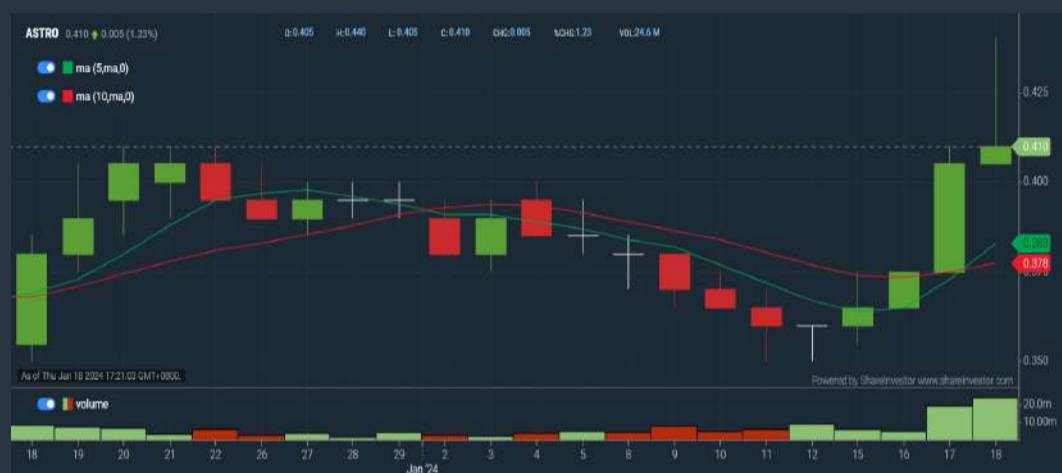 ASTRO 0.410 0.005 (1.23%) O:0.405 H:0.440 L:0.405 C:0.410 CHG:0.005 %CHG:1.23 VOL:24.6 M
ma (5,ma,0)
ma (10,ma,0)
0.425
0.410
0.400
0.383
0.378
0.375
0.350
As of Thu Jan 18 2024 17:21:03 GMT+0800.
Powered by ShareInvestor www.shareinvestor.com
volume
20.0m
10.00m
18 19 20 21 22 26 27 28 29 2 3 4 5 8 9 10 11 12 15 16 17 18
Jan '24